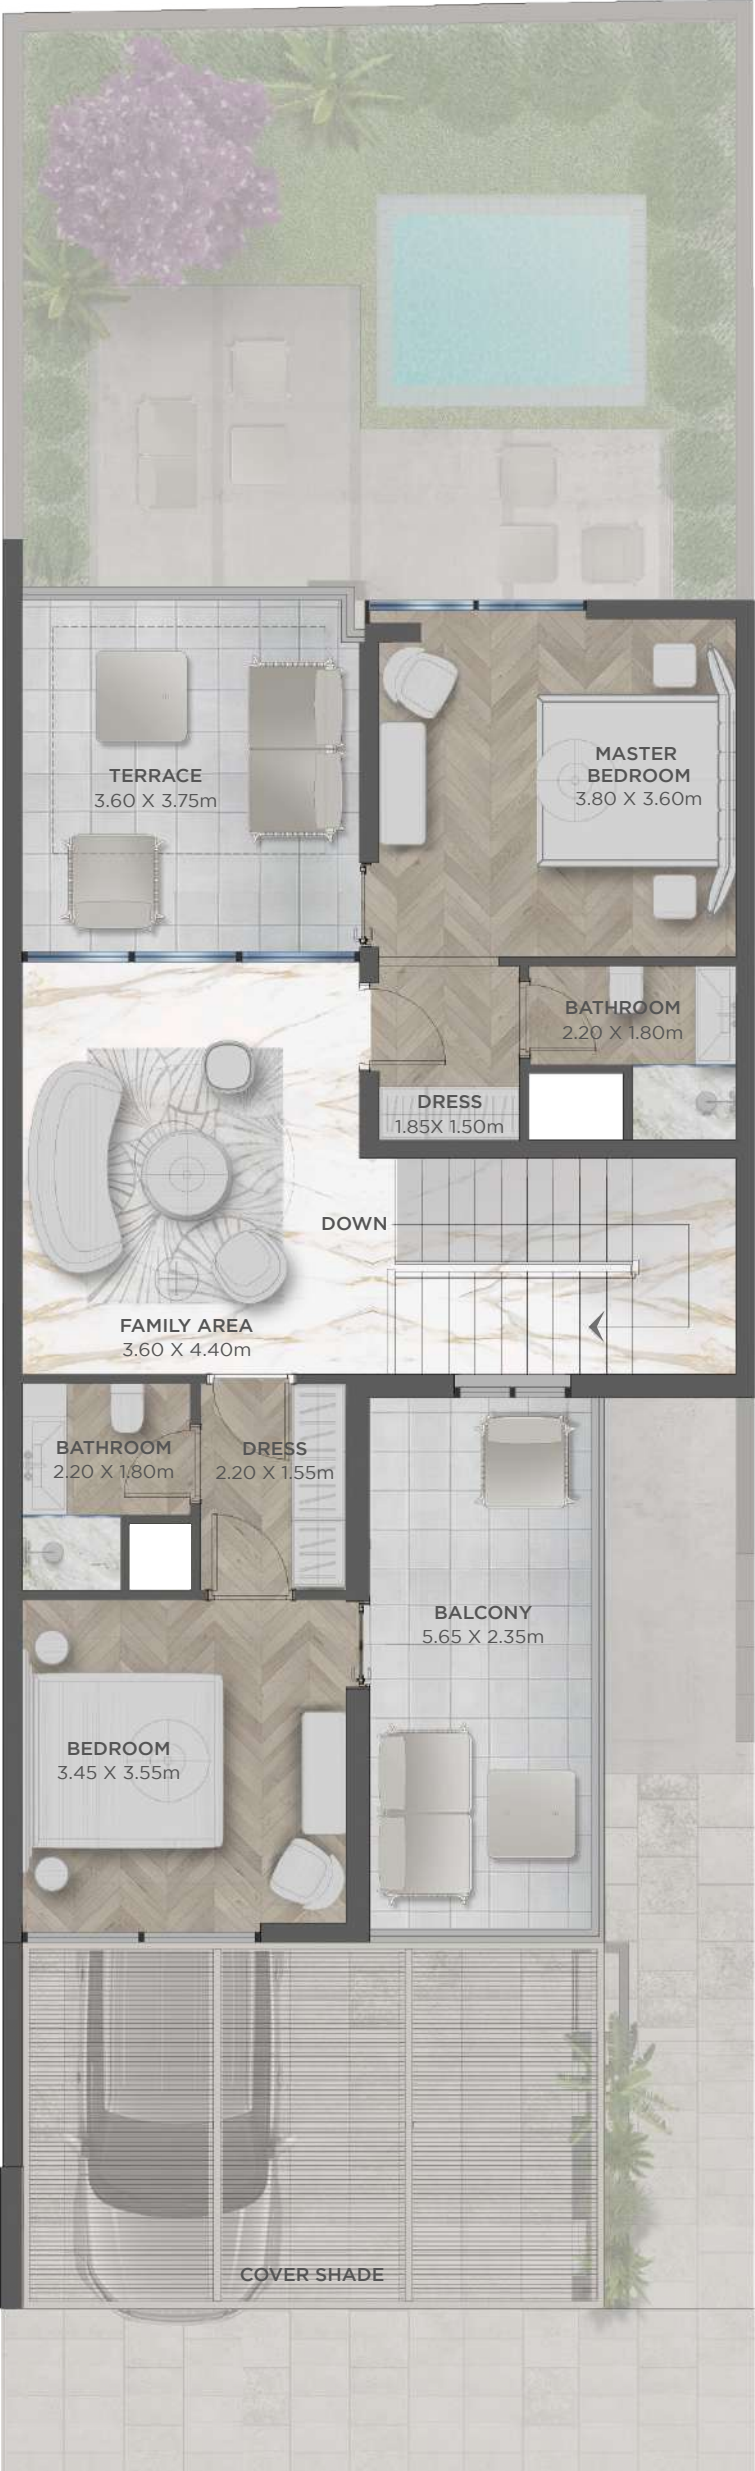 TERRACE
3.60 X 3.75m
MASTER
BEDROOM
3.80 X 3.60m
BATHROOM
2.20 X 1.80m
DRESS
1.85X 1.50m
DOWN
FAMILY AREA
3.60 X 4.40m
BATHROOM
2.20 X 1.80m
DRESS
2.20 X 1.55m
BALCONY
5.65 X 2.35m
BEDROOM
3.45 X 3.55m
COVER SHADE